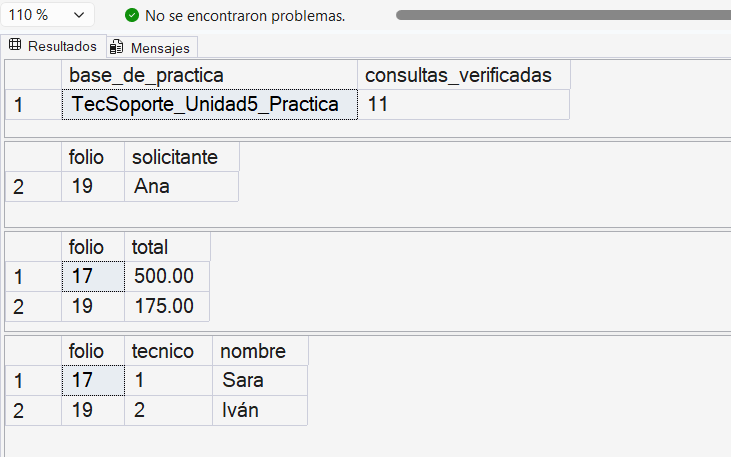 110 % No se encontraron problemas.
Resultados Mensajes
base_de_practica consultas_verificadas
1 TecSoporte_Unidad5_Practica 11
folio solicitante
2 19 Ana
folio total
1 17 500.00
2 19 175.00
folio tecnico nombre
1 17 1 Sara
2 19 2 Iván